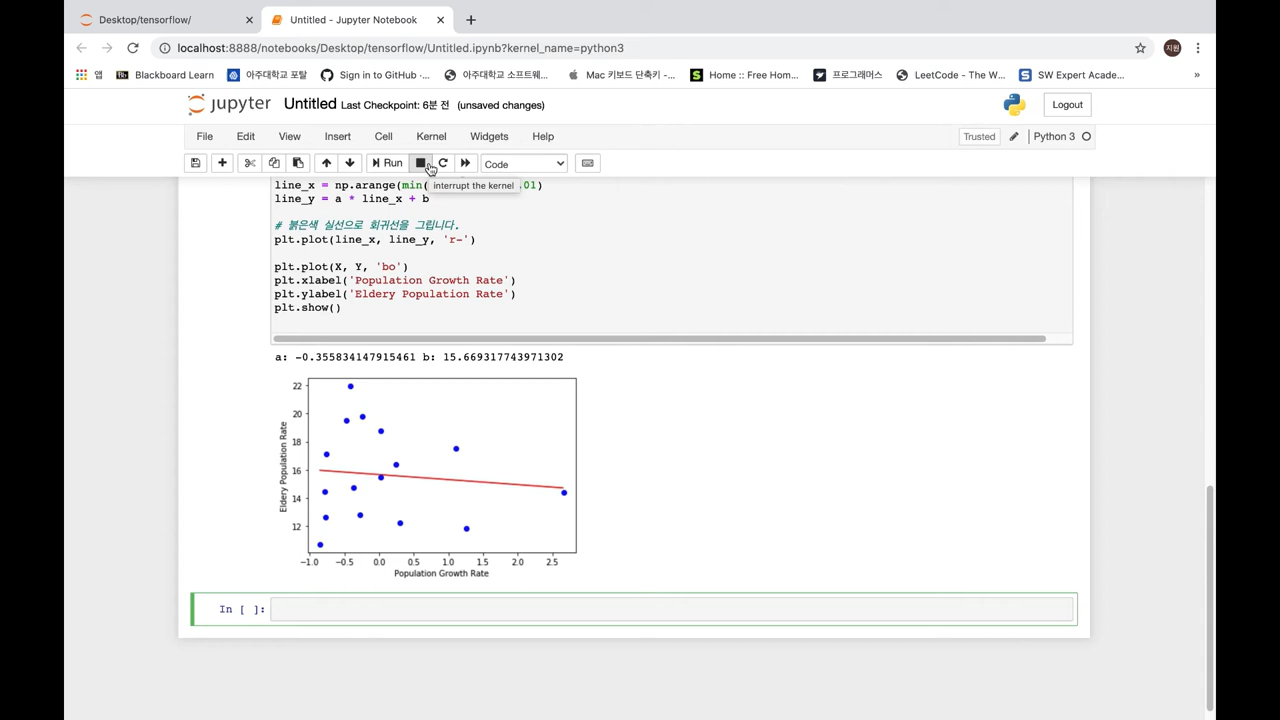 Desktop/tensorflow/
Untitled - Jupyter Notebook
localhost:8888/notebooks/Desktop/tensorflow/Untitled.ipynb?kernel_name=python3
지원
앱
Bb Blackboard Learn
아주대학교 포탈
Sign in to GitHub ·...
아주대학교 소프트웨...
Mac 키보드 단축키 -...
Home :: Free Hom...
프로그래머스
LeetCode - The W...
S SW Expert Acade...
»
jupyter Untitled Last Checkpoint: 6분 전 (unsaved changes)
Logout
File Edit View Insert Cell Kernel Widgets Help
Trusted
Python 3
Run
Code
interrupt the kernel
line_x = np.arange(min( .01)
line_y = a * line_x + b
# 붉은색 실선으로 회귀선을 그립니다.
plt.plot(line_x, line_y, 'r-')
plt.plot(X, Y, 'bo')
plt.xlabel('Population Growth Rate')
plt.ylabel('Eldery Population Rate')
plt.show()
a: -0.355834147915461 b: 15.669317743971302
22
20
18
16
14
12
Eldery Population Rate
-1.0 -0.5 0.0 0.5 1.0 1.5 2.0 2.5
Population Growth Rate
In [ ]: